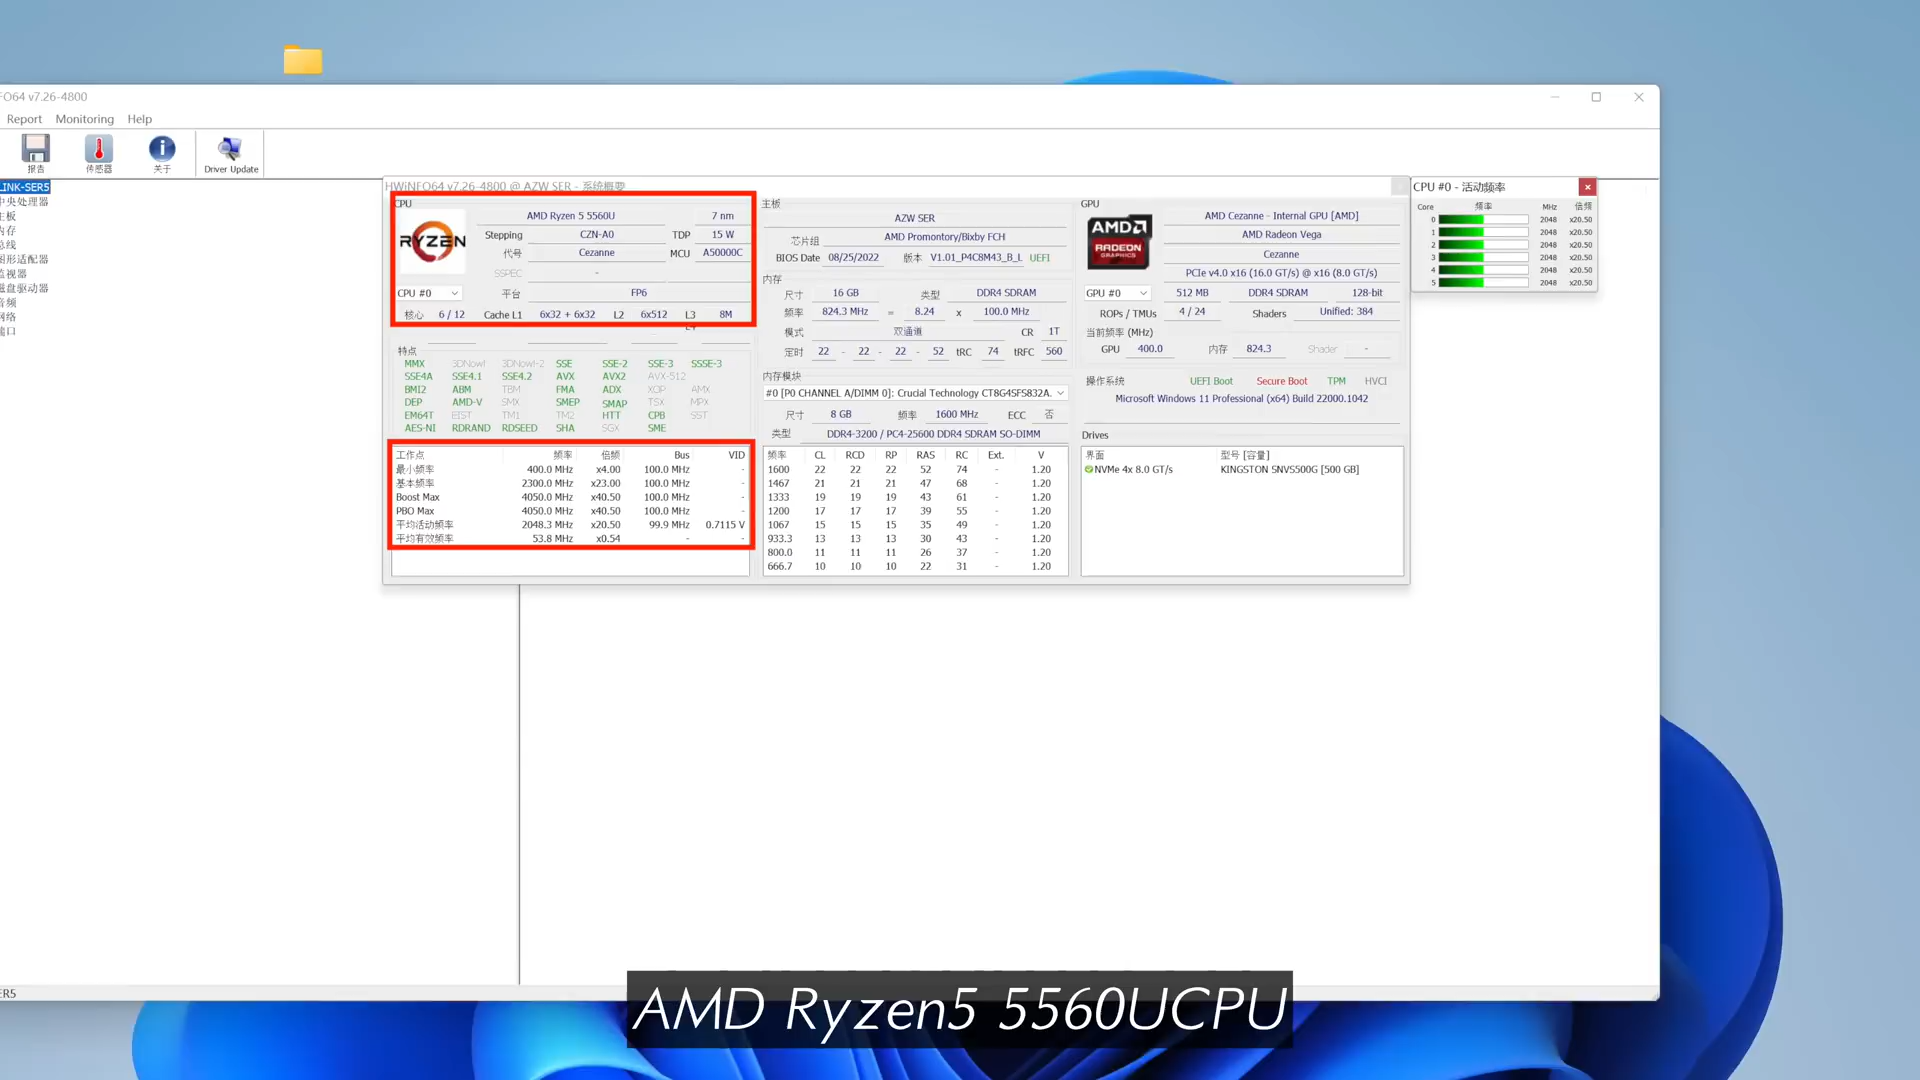 FO64 v7.26-4800
Report Monitoring Help
报告 传感器 关于 Driver Update
LINK-SER5
中央处理器
主板
内存
总线
图形适配器
监视器
磁盘驱动器
音频
网络
端口
HWiNFO64 v7.26-4800 @ AZW SER - 系统概要
CPU
RYZEN
AMD Ryzen 5 5560U 7 nm
Stepping CZN-A0 TDP 15 W
代号 Cezanne MCU A50000C
SSPEC -
CPU #0 平台 FP6
核心 6 / 12 Cache L1 6x32 + 6x32 L2 6x512 L3 8M
L4
特点
MMX 3DNow! 3DNow!-2 SSE SSE-2 SSE-3 SSSE-3
SSE4A SSE4.1 SSE4.2 AVX AVX2 AVX-512
BMI2 ABM TBM FMA ADX XOP AMX
DEP AMD-V SMX SMEP SMAP TSX MPX
EM64T EIST TM1 TM2 HTT CPB SST
AES-NI RDRAND RDSEED SHA SGX SME
工作点 频率 倍频 Bus VID
最小频率 400.0 MHz x4.00 100.0 MHz -
基本频率 2300.0 MHz x23.00 100.0 MHz -
Boost Max 4050.0 MHz x40.50 100.0 MHz -
PBO Max 4050.0 MHz x40.50 100.0 MHz -
平均活动频率 2048.3 MHz x20.50 99.9 MHz 0.7115 V
平均有效频率 53.8 MHz x0.54 - -
主板
AZW SER
芯片组 AMD Promontory/Bixby FCH
BIOS Date 08/25/2022 版本 V1.01_P4C8M43_B_L UEFI
内存
尺寸 16 GB 类型 DDR4 SDRAM
频率 824.3 MHz = 8.24 x 100.0 MHz
模式 双通道 CR 1T
定时 22 - 22 - 22 - 52 tRC 74 tRFC 560
内存模块
#0 [P0 CHANNEL A/DIMM 0]: Crucial Technology CT8G4SFS832A.
尺寸 8 GB 频率 1600 MHz ECC 否
类型 DDR4-3200 / PC4-25600 DDR4 SDRAM SO-DIMM
频率 CL RCD RP RAS RC Ext. V
1600 22 22 22 52 74 - 1.20
1467 21 21 21 47 68 - 1.20
1333 19 19 19 43 61 - 1.20
1200 17 17 17 39 55 - 1.20
1067 15 15 15 35 49 - 1.20
933.3 13 13 13 30 43 - 1.20
800.0 11 11 11 26 37 - 1.20
666.7 10 10 10 22 31 - 1.20
GPU
AMD RADEON GRAPHICS
AMD Cezanne - Internal GPU [AMD]
AMD Radeon Vega
Cezanne
PCIe v4.0 x16 (16.0 GT/s) @ x16 (8.0 GT/s)
GPU #0 512 MB DDR4 SDRAM 128-bit
ROPs / TMUs 4 / 24 Shaders Unified: 384
当前频率 (MHz)
GPU 400.0 内存 824.3 Shader -
操作系统 UEFI Boot Secure Boot TPM HVCI
Microsoft Windows 11 Professional (x64) Build 22000.1042
Drives
界面 型号 [容量]
NVMe 4x 8.0 GT/s KINGSTON SNVS500G [500 GB]
CPU #0 - 活动频率
Core 频率 MHz 倍频
0 2048 x20.50
1 2048 x20.50
2 2048 x20.50
3 2048 x20.50
4 2048 x20.50
5 2048 x20.50
ER5
AMD Ryzen5 5560UCPU